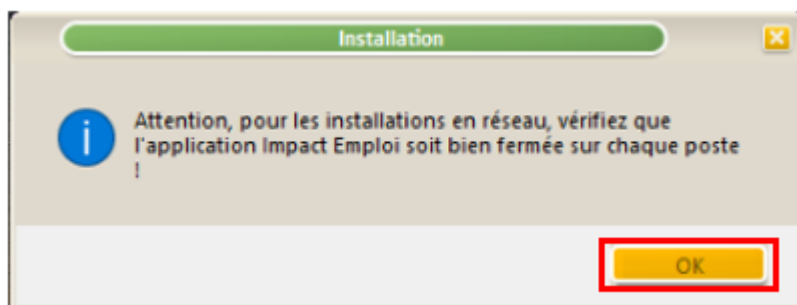 Installation
Attention, pour les installations en réseau, vérifiez que
l'application Impact Emploi soit bien fermée sur chaque poste
!
OK